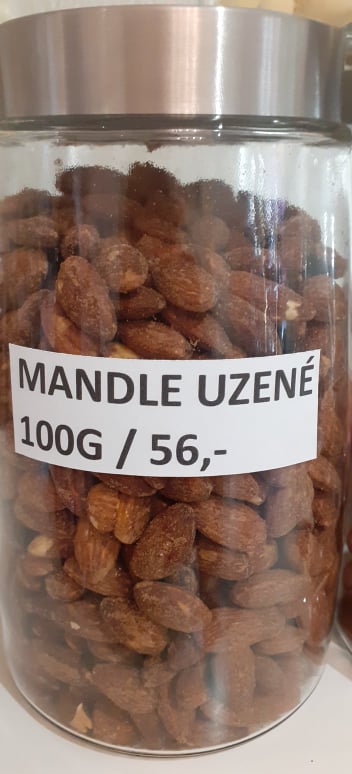 MANDLE UZENÉ
100G / 56,-